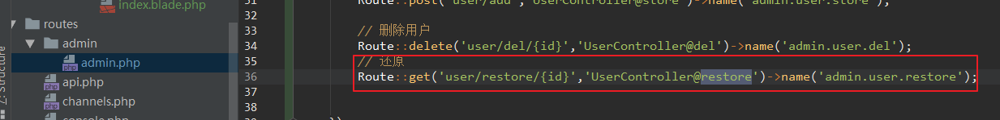 index.blade.php
routes
admin
admin.php
api.php
channels.php
console.php
Z: Structure
31 Route::post('user/add','UserController@store')->name('admin.user.store');
32
33 // 删除用户
34 Route::delete('user/del/{id}','UserController@del')->name('admin.user.del');
35 // 还原
36 Route::get('user/restore/{id}','UserController@restore')->name('admin.user.restore');
37
38
39 })